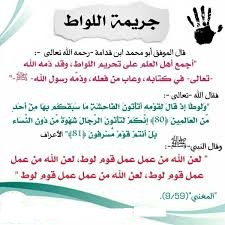 جريمة اللواط
قال الموفق أبو محمد ابن قدامة -رحمه الله تعالى -:
"أجمع أهل العلم على تحريم اللواط، وقد ذمه الله
-تعالى- في كتابه، وعاب من فعله، وذمه رسول الله -ﷺ-"
فقال الله -تعالى-:
"وَلُوطًا إِذْ قَالَ لِقَوْمِهِ أَتَأْتُونَ الْفَاحِشَةَ مَا سَبَقَكُم بِهَا مِنْ أَحَدٍ
مِّنَ الْعَالَمِينَ (80) إِنَّكُمْ لَتَأْتُونَ الرِّجَالَ شَهْوَةً مِّن دُونِ النِّسَاءِ
بَلْ أَنتُمْ قَوْمٌ مُّسْرِفُونَ (81)" الأعراف
وقال النبي-ﷺ-:
" لعن الله من عمل عمل قوم لوط، لعن الله من عمل
عمل قوم لوط، لعن الله من عمل عمل قوم لوط "
"المغني"(9/59)